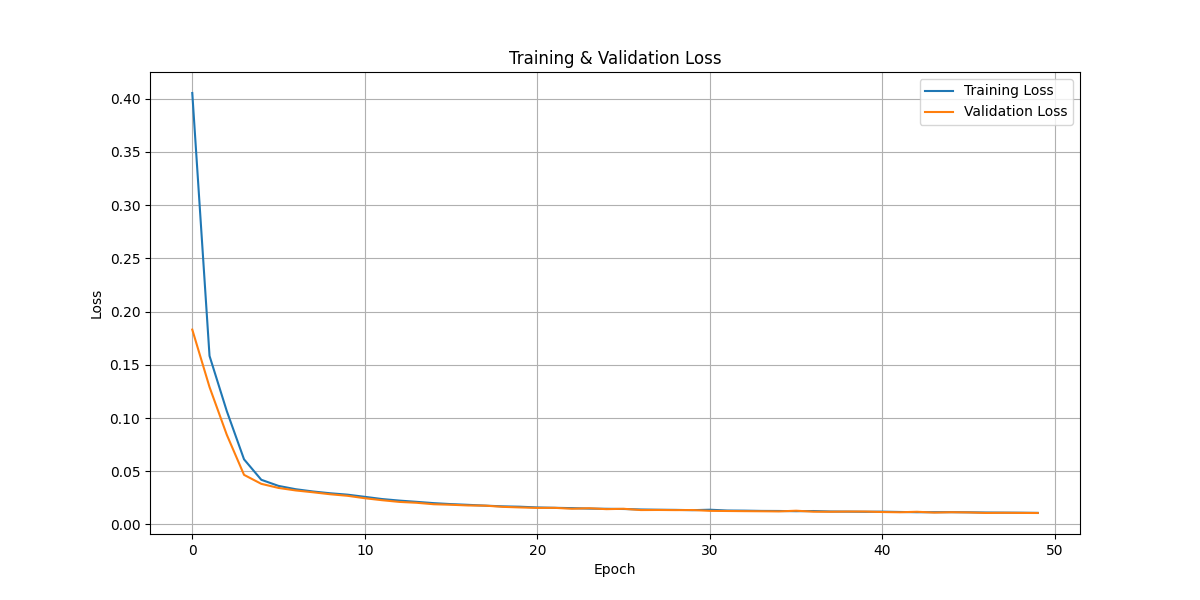 Training & Validation Loss
Training Loss
Validation Loss
0.40
0.35
0.30
0.25
0.20
0.15
0.10
0.05
0.00
Loss
0 10 20 30 40 50
Epoch